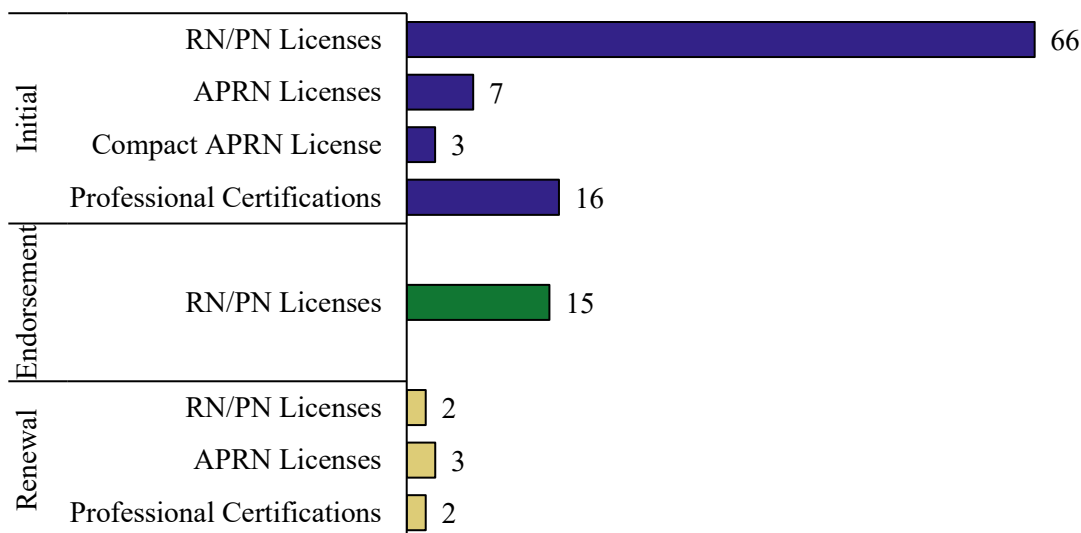 Initial
RN/PN Licenses 66
APRN Licenses 7
Compact APRN License 3
Professional Certifications 16
Endorsement
RN/PN Licenses 15
Renewal
RN/PN Licenses 2
APRN Licenses 3
Professional Certifications 2